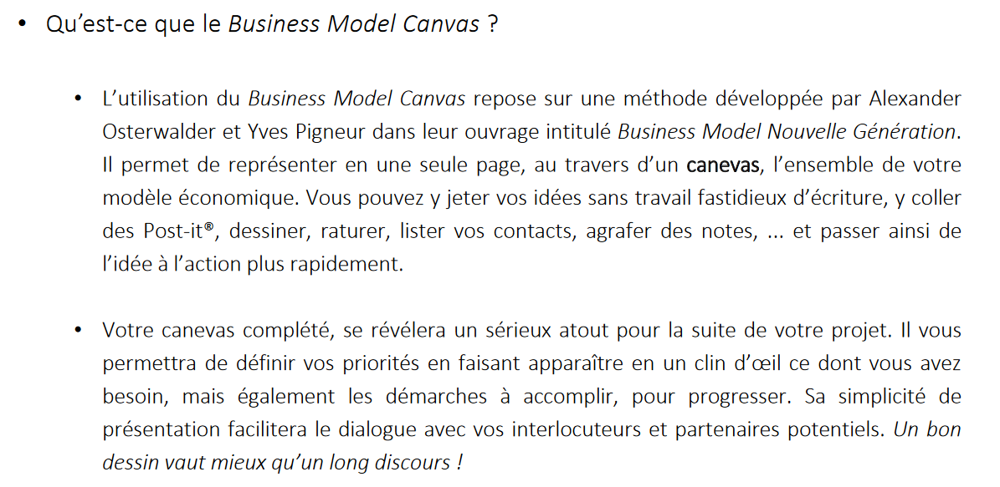 • Qu’est-ce que le Business Model Canvas ?
• L’utilisation du Business Model Canvas repose sur une méthode développée par Alexander
Osterwalder et Yves Pigneur dans leur ouvrage intitulé Business Model Nouvelle Génération.
Il permet de représenter en une seule page, au travers d’un canevas, l’ensemble de votre
modèle économique. Vous pouvez y jeter vos idées sans travail fastidieux d’écriture, y coller
des Post-it®, dessiner, raturer, lister vos contacts, agrafer des notes, ... et passer ainsi de
l’idée à l’action plus rapidement.
• Votre canevas complété, se révélera un sérieux atout pour la suite de votre projet. Il vous
permettra de définir vos priorités en faisant apparaître en un clin d’œil ce dont vous avez
besoin, mais également les démarches à accomplir, pour progresser. Sa simplicité de
présentation facilitera le dialogue avec vos interlocuteurs et partenaires potentiels. Un bon
dessin vaut mieux qu’un long discours !